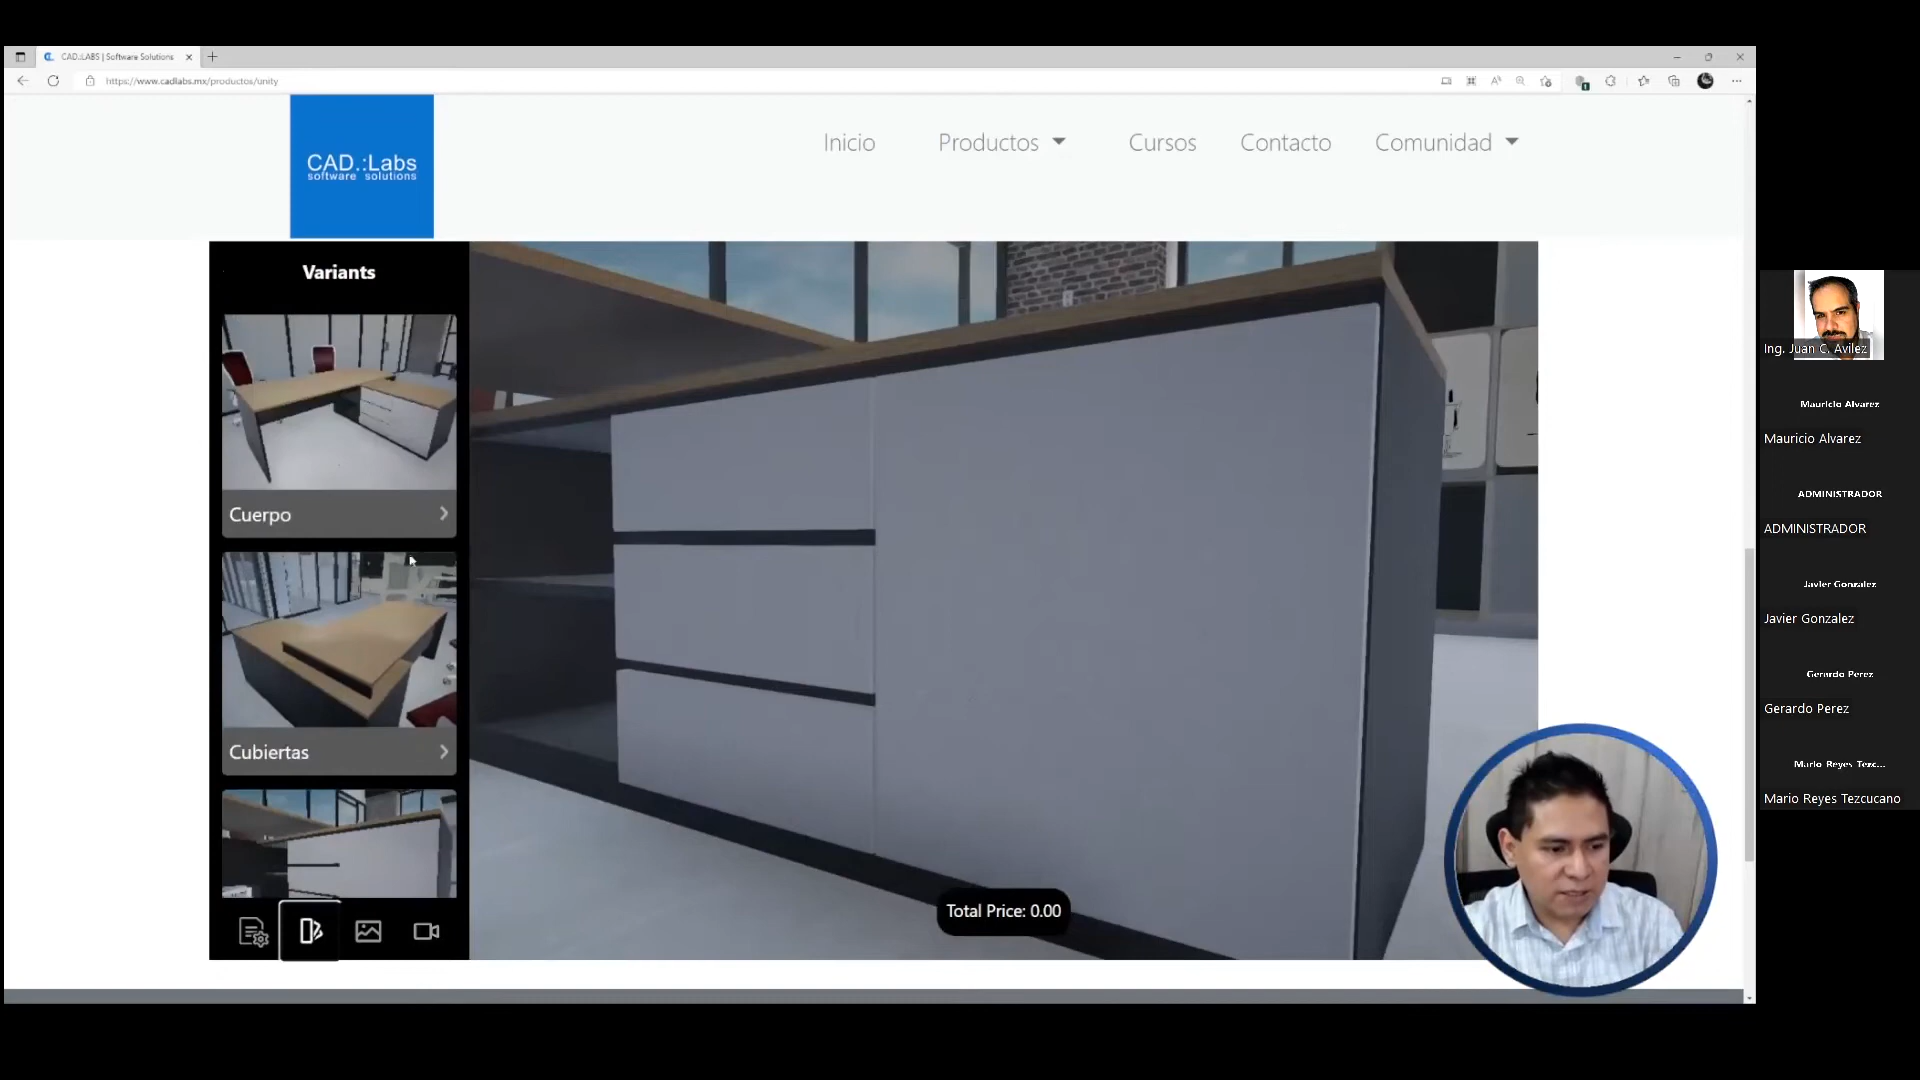 CAD.:LABS | Software Solutions
https://www.cadlabs.mx/productos/unity
CAD.:Labs
software solutions
Inicio
Productos
Cursos
Contacto
Comunidad
Variants
Cuerpo
Cubiertas
Total Price: 0.00
Ing. Juan C. Avilez
Mauricio Alvarez
Mauricio Alvarez
ADMINISTRADOR
ADMINISTRADOR
Javier Gonzalez
Javier Gonzalez
Gerardo Perez
Gerardo Perez
Mario Reyes Tezc...
Mario Reyes Tezcucano